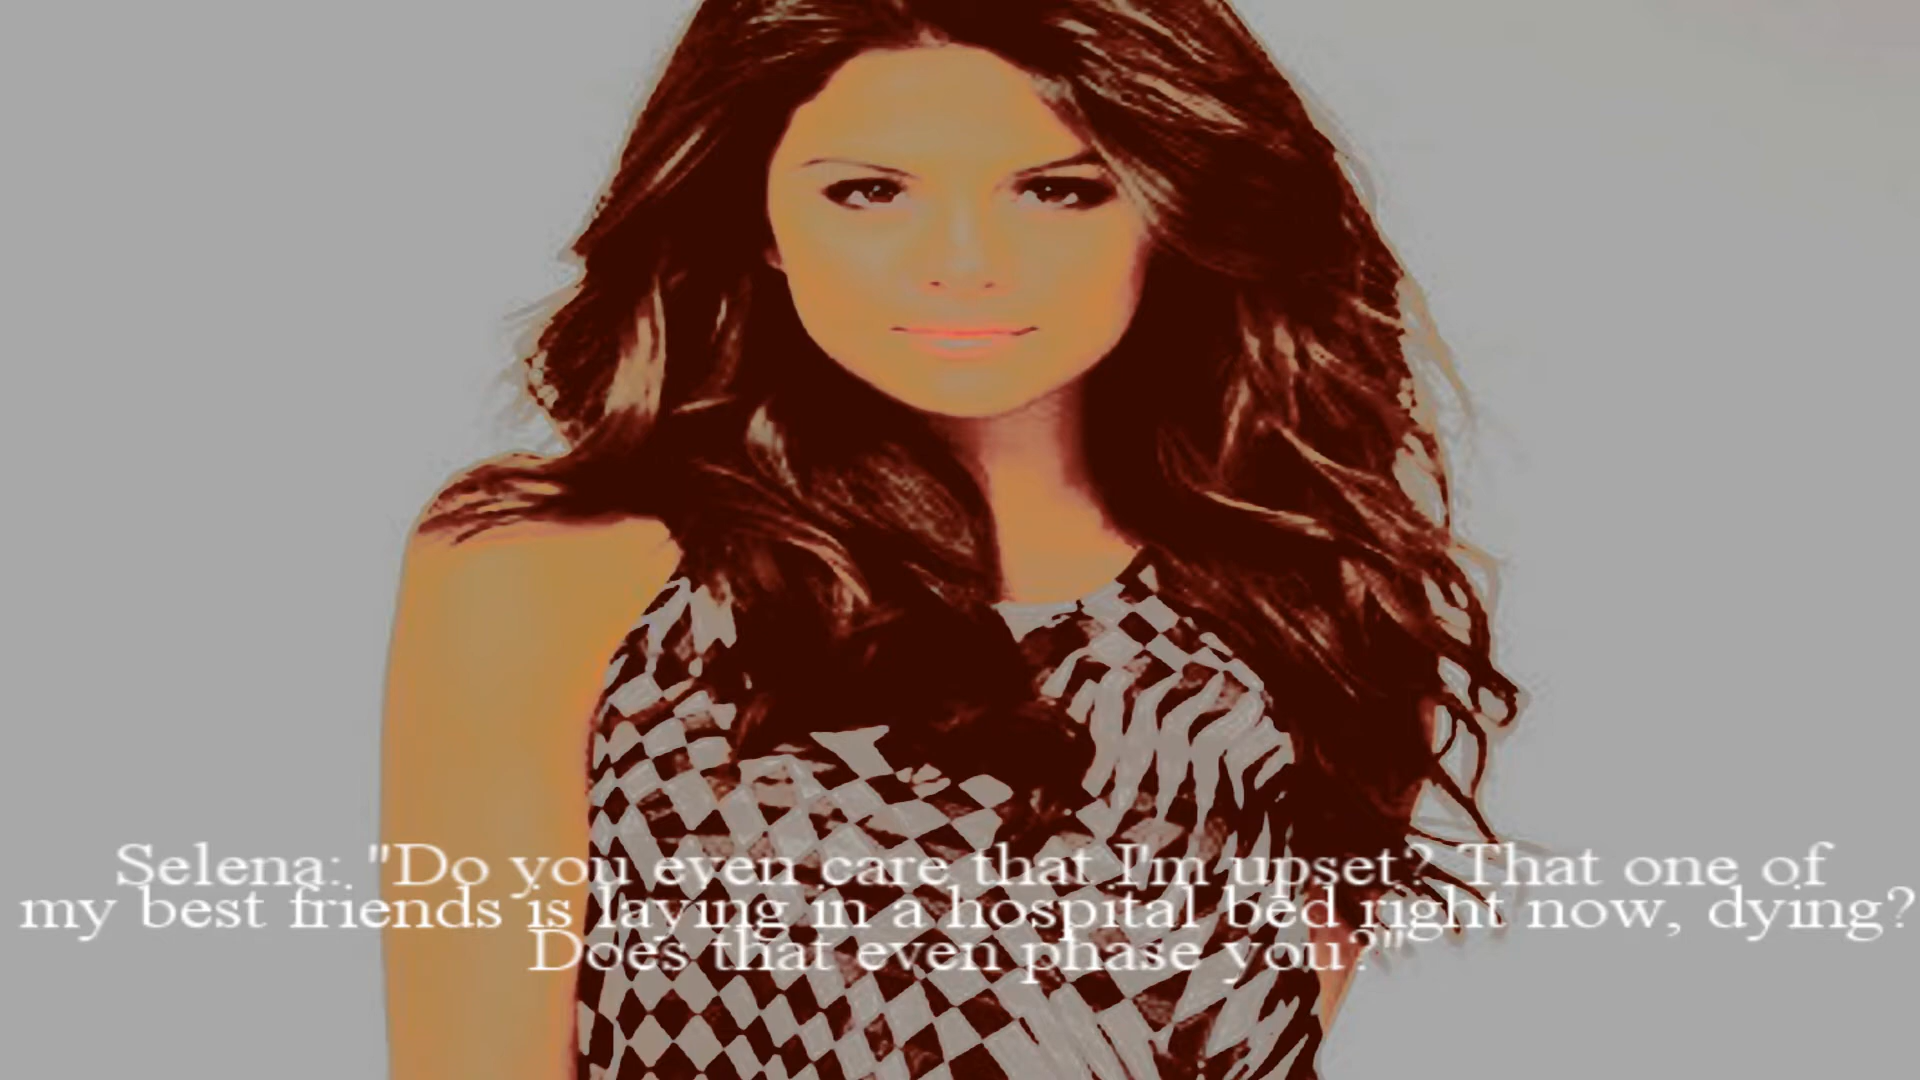 Selena: "Do you even care that I'm upset? That one of
my best friends is laying in a hospital bed right now, dying?
Does that even phase you?"